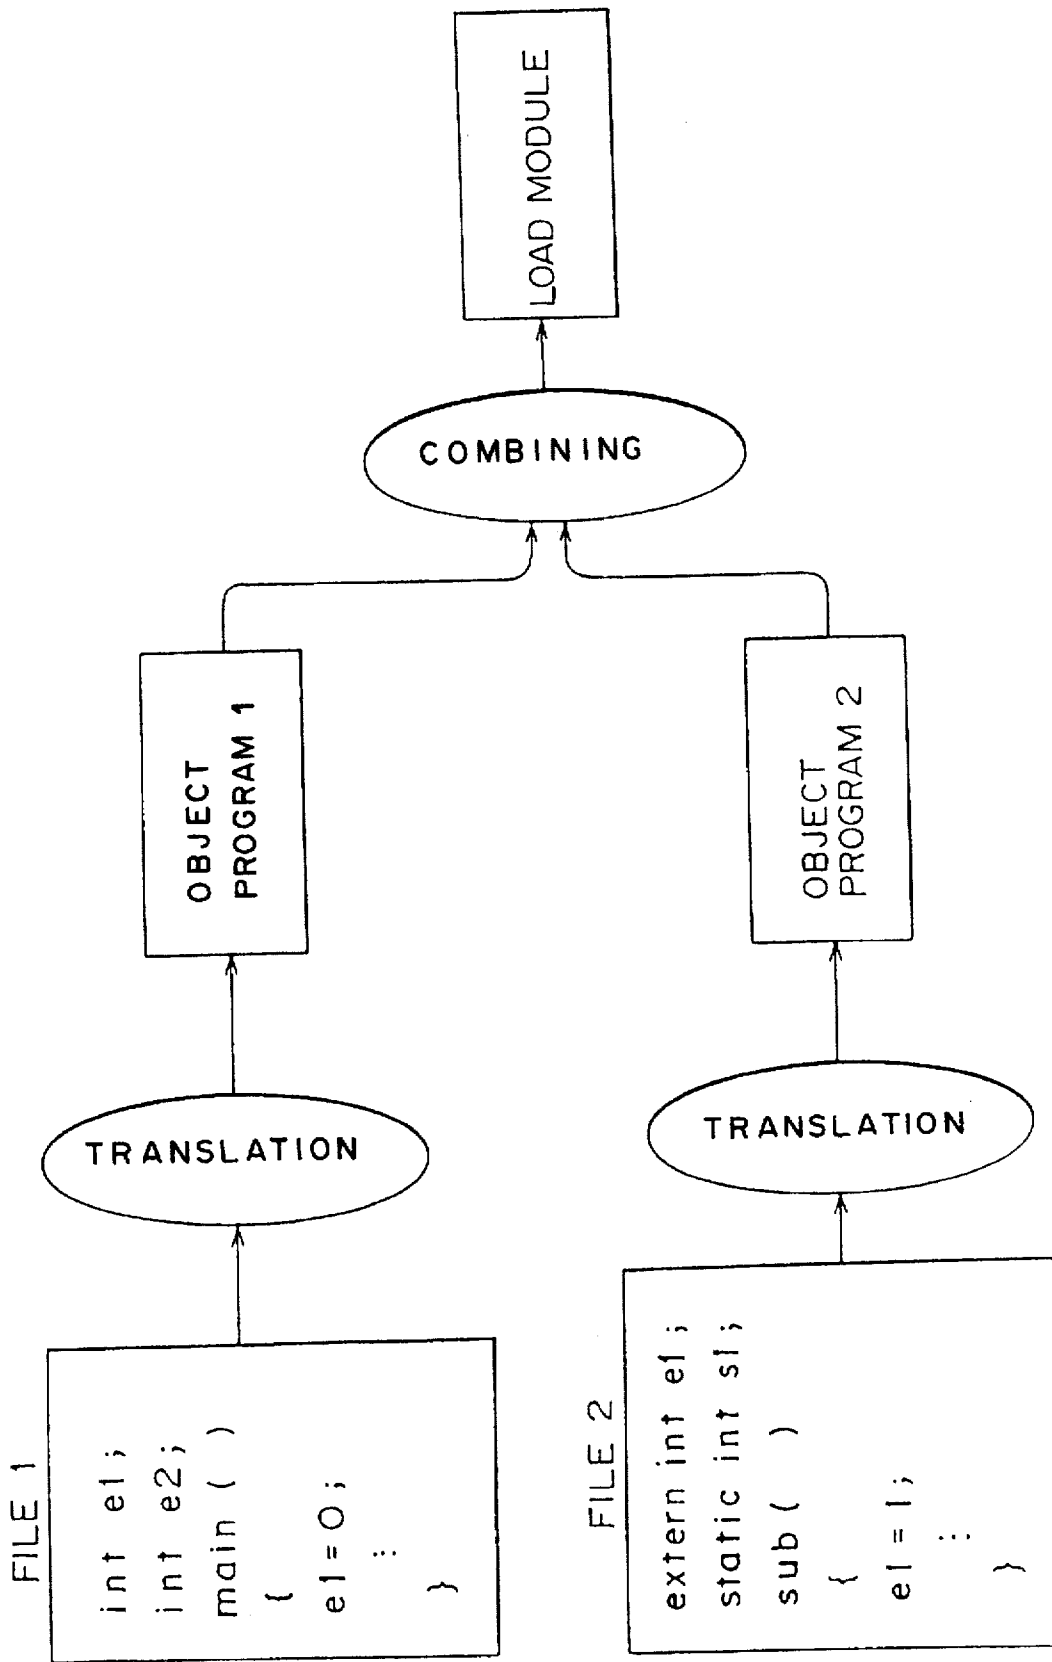 FILE 1
int e1;
int e2;
main ( )
{
e1 = 0;
⋮
}
TRANSLATION
OBJECT
PROGRAM 1
FILE 2
extern int e1;
static int s1;
sub ( )
{
e1 = 1;
⋮
}
TRANSLATION
OBJECT
PROGRAM 2
COMBINING
LOAD MODULE